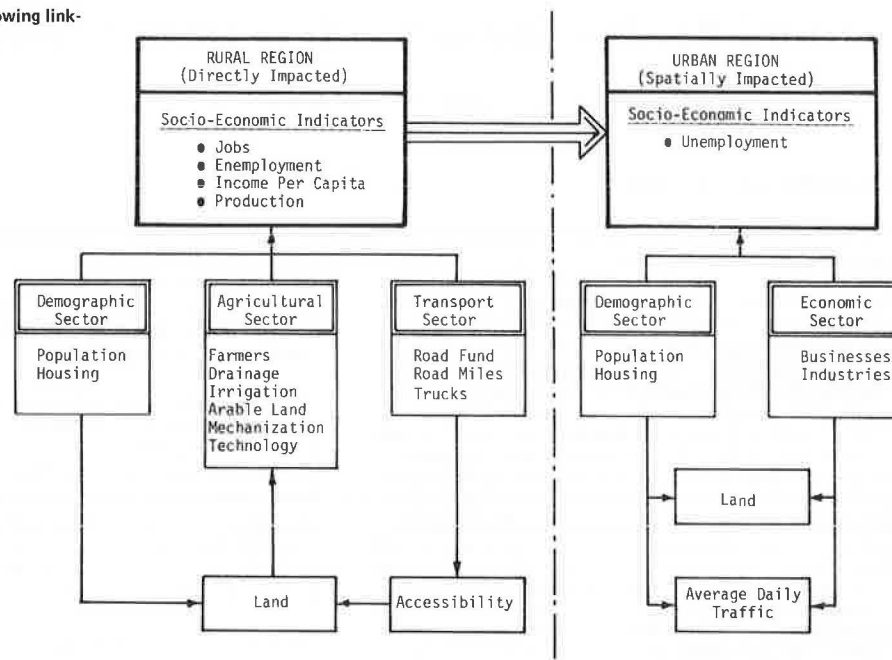 owing link-
RURAL REGION
(Directly Impacted)
Socio-Economic Indicators
● Jobs
● Enemployment
● Income Per Capita
● Production
URBAN REGION
(Spatially Impacted)
Socio-Economic Indicators
● Unemployment
Demographic
Sector
Population
Housing
Agricultural
Sector
Farmers
Drainage
Irrigation
Arable Land
Mechanization
Technology
Transport
Sector
Road Fund
Road Miles
Trucks
Demographic
Sector
Population
Housing
Economic
Sector
Businesses
Industries
Land
Accessibility
Land
Average Daily
Traffic